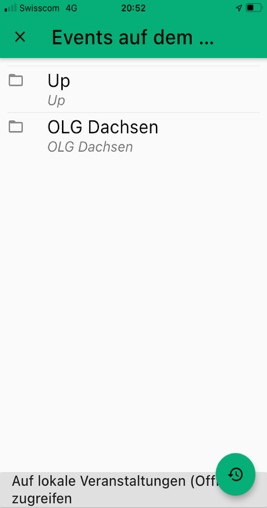 Swisscom 4G 20:52
Events auf dem ...
Up
Up
OLG Dachsen
OLG Dachsen
Auf lokale Veranstaltungen (Off
zugreifen